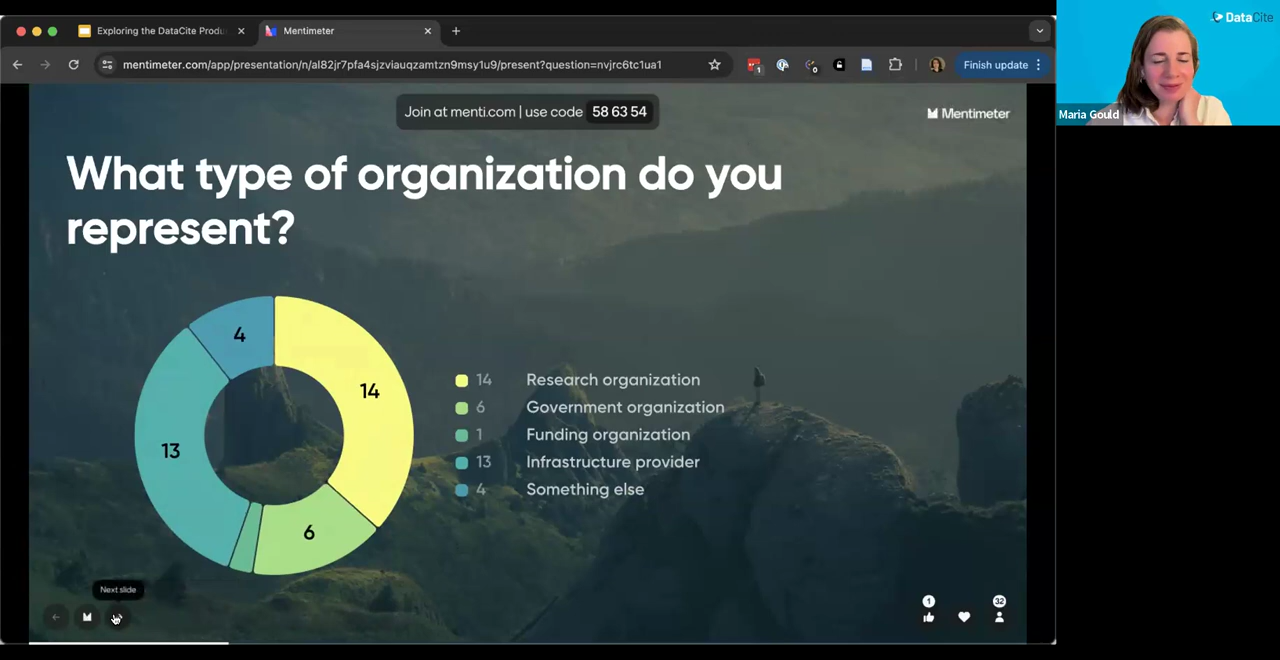 Exploring the DataCite Produ
Mentimeter
mentimeter.com/app/presentation/n/al82jr7pfa4sjzviauqzamtzn9msy1u9/present?question=nvjrc6tc1ua1
1
0
Finish update
DataCite
Maria Gould
Join at menti.com | use code 58 63 54
Mentimeter
What type of organization do you
represent?
4
14
13
6
14 Research organization
6 Government organization
1 Funding organization
13 Infrastructure provider
4 Something else
Next slide
1
32